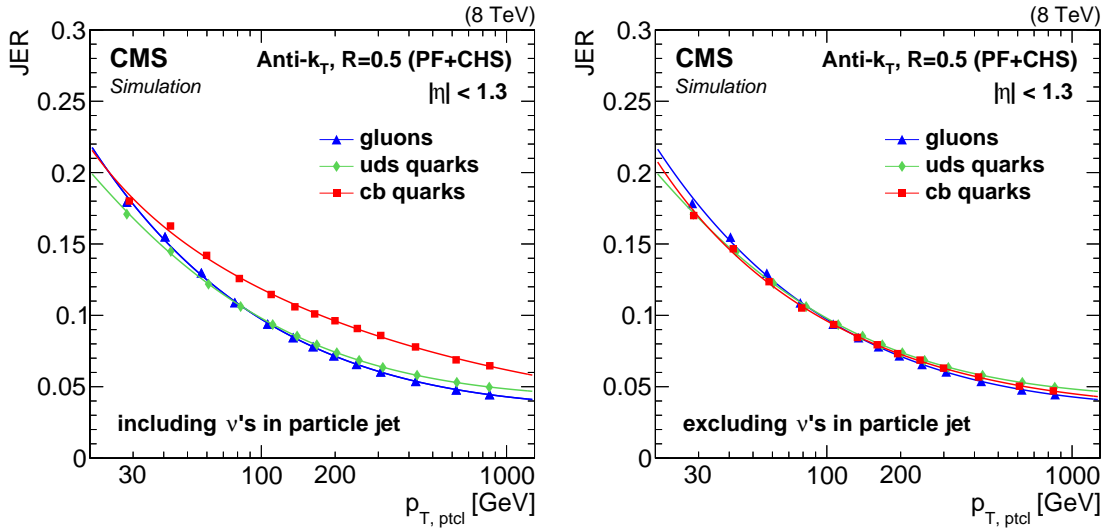 (8 TeV)
JER
0.3
0.25
0.2
0.15
0.1
0.05
0
CMS
Simulation
Anti-k_T, R=0.5 (PF+CHS)
|η| < 1.3
gluons
uds quarks
cb quarks
including ν's in particle jet
30 100 200 1000
p_T, ptcl [GeV]
(8 TeV)
JER
0.3
0.25
0.2
0.15
0.1
0.05
0
CMS
Simulation
Anti-k_T, R=0.5 (PF+CHS)
|η| < 1.3
gluons
uds quarks
cb quarks
excluding ν's in particle jet
30 100 200 1000
p_T, ptcl [GeV]